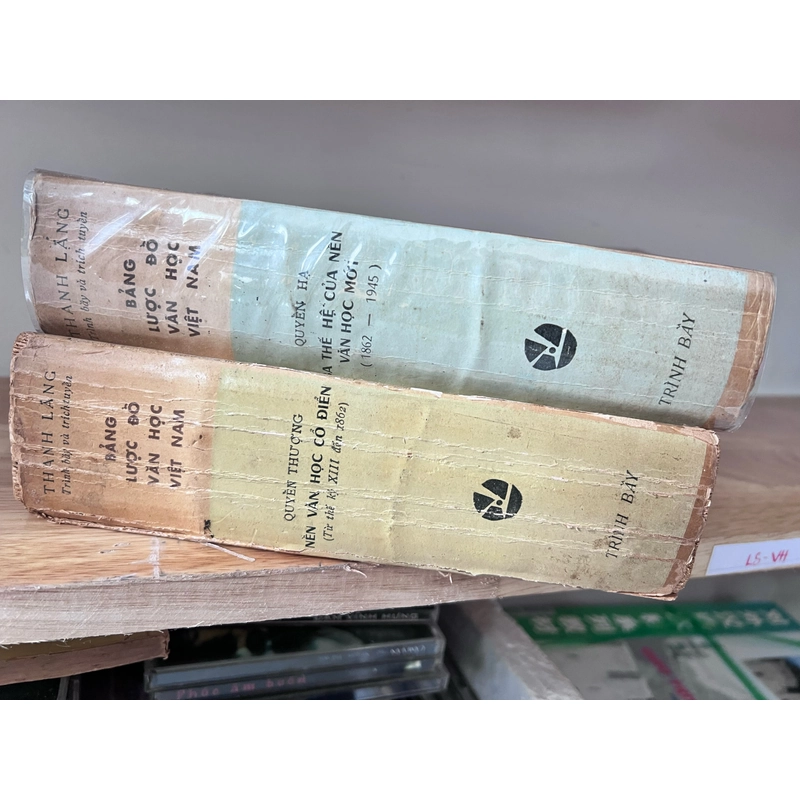 THANH LÃNG
Trình bầy và trích tuyển
BẢNG
LƯỢC ĐỒ
VĂN HỌC
VIỆT NAM
QUYỂN HẠ
BA THẾ HỆ CỦA NỀN
VĂN HỌC MỚI
(1862 — 1945)
TRÌNH BẦY
THANH LÃNG
Trình bầy và trích tuyển
BẢNG
LƯỢC ĐỒ
VĂN HỌC
VIỆT NAM
QUYỂN THƯỢNG
NỀN VĂN HỌC CỔ ĐIỂN
(Từ thế kỷ XIII đến 1862)
TRÌNH BẦY
LS-VH